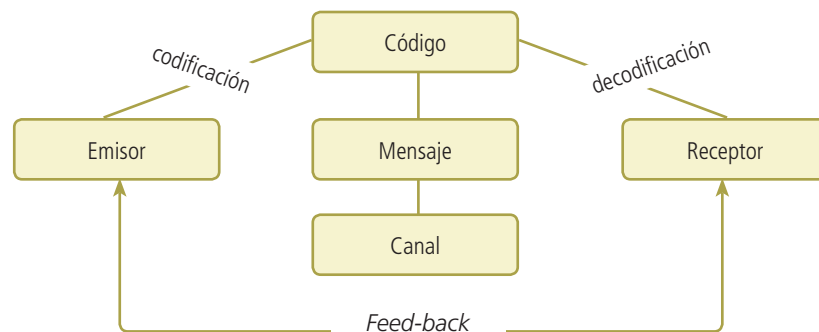 Código
codificación
decodificación
Emisor
Mensaje
Receptor
Canal
Feed-back